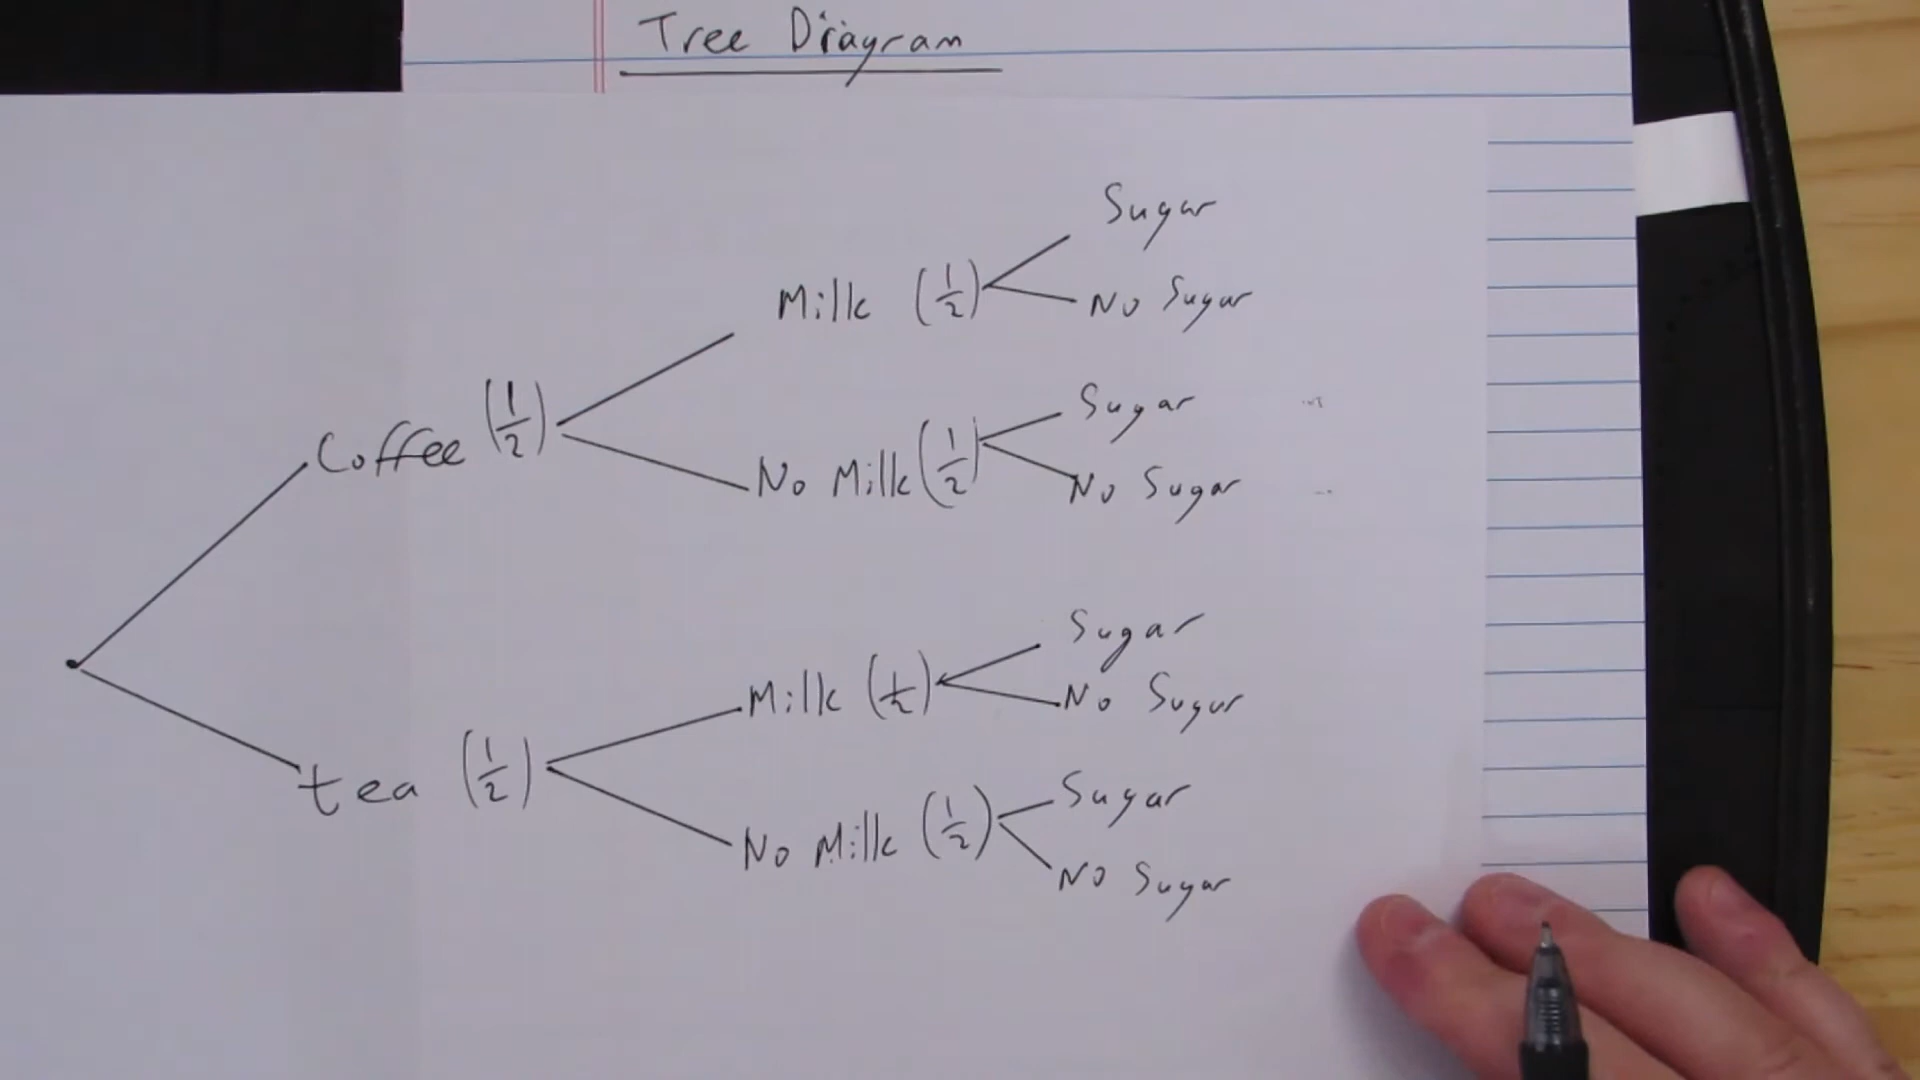 Tree Diagram
Sugar
Milk (1/2)
No Sugar
Coffee (1/2)
Sugar
No Milk (1/2)
No Sugar
Sugar
Milk (1/2)
No Sugar
tea (1/2)
Sugar
No Milk (1/2)
No Sugar